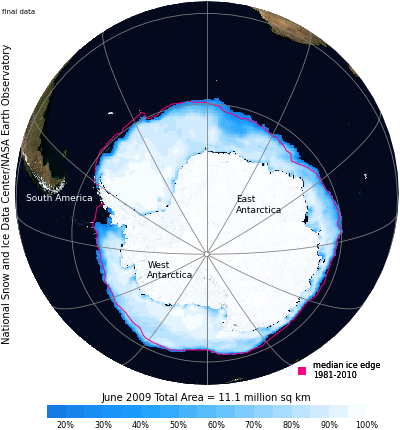 final data
National Snow and Ice Data Center/NASA Earth Observatory
South America
East
Antarctica
West
Antarctica
median ice edge
1981-2010
June 2009 Total Area = 11.1 million sq km
20% 30% 40% 50% 60% 70% 80% 90% 100%